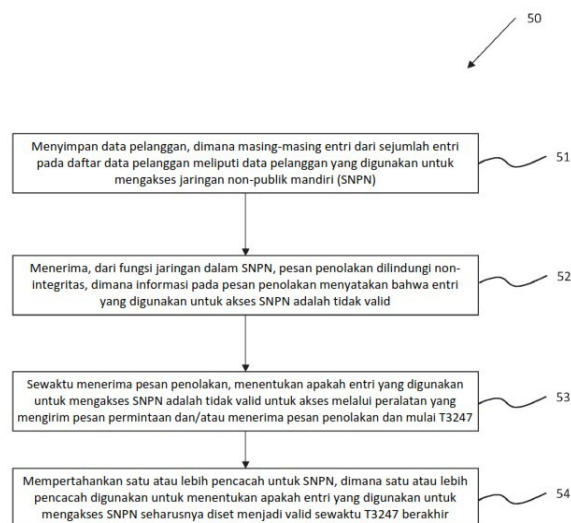 50
Menyimpan data pelanggan, dimana masing-masing entri dari sejumlah entri
pada daftar data pelanggan meliputi data pelanggan yang digunakan untuk
mengakses jaringan non-publik mandiri (SNPN)
51
Menerima, dari fungsi jaringan dalam SNPN, pesan penolakan dilindungi non-
integritas, dimana informasi pada pesan penolakan menyatakan bahwa entri
yang digunakan untuk akses SNPN adalah tidak valid
52
Sewaktu menerima pesan penolakan, menentukan apakah entri yang digunakan
untuk mengakses SNPN adalah tidak valid untuk akses melalui peralatan yang
mengirim pesan permintaan dan/atau menerima pesan penolakan dan mulai T3247
53
Mempertahankan satu atau lebih pencacah untuk SNPN, dimana satu atau lebih
pencacah digunakan untuk menentukan apakah entri yang digunakan untuk
mengakses SNPN seharusnya diset menjadi valid sewaktu T3247 berakhir
54